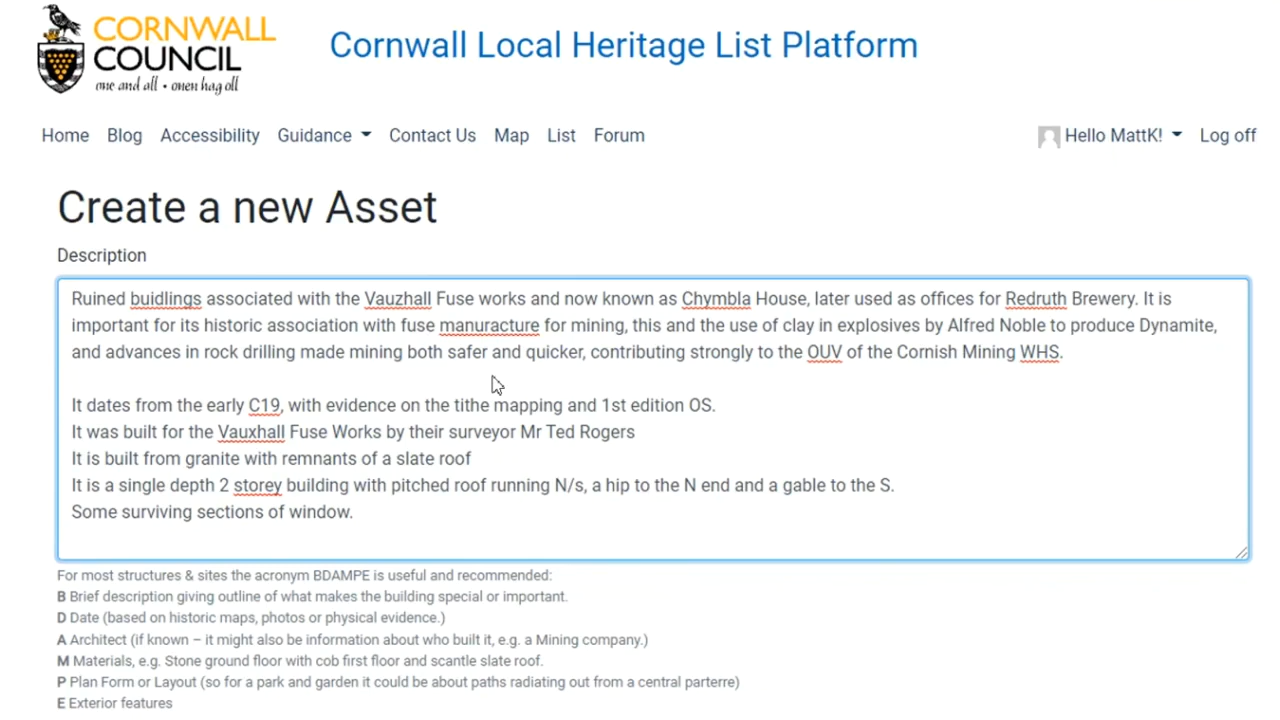 CORNWALL
COUNCIL
one and all • onen hag oll
Cornwall Local Heritage List Platform
Home Blog Accessibility Guidance Contact Us Map List Forum Hello MattK! Log off
Create a new Asset
Description
Ruined buidlings associated with the Vauzhall Fuse works and now known as Chymbla House, later used as offices for Redruth Brewery. It is
important for its historic association with fuse manuracture for mining, this and the use of clay in explosives by Alfred Noble to produce Dynamite,
and advances in rock drilling made mining both safer and quicker, contributing strongly to the OUV of the Cornish Mining WHS.
It dates from the early C19, with evidence on the tithe mapping and 1st edition OS.
It was built for the Vauxhall Fuse Works by their surveyor Mr Ted Rogers
It is built from granite with remnants of a slate roof
It is a single depth 2 storey building with pitched roof running N/s, a hip to the N end and a gable to the S.
Some surviving sections of window.
For most structures & sites the acronym BDAMPE is useful and recommended:
B Brief description giving outline of what makes the building special or important.
D Date (based on historic maps, photos or physical evidence.)
A Architect (if known – it might also be information about who built it, e.g. a Mining company.)
M Materials, e.g. Stone ground floor with cob first floor and scantle slate roof.
P Plan Form or Layout (so for a park and garden it could be about paths radiating out from a central parterre)
E Exterior features